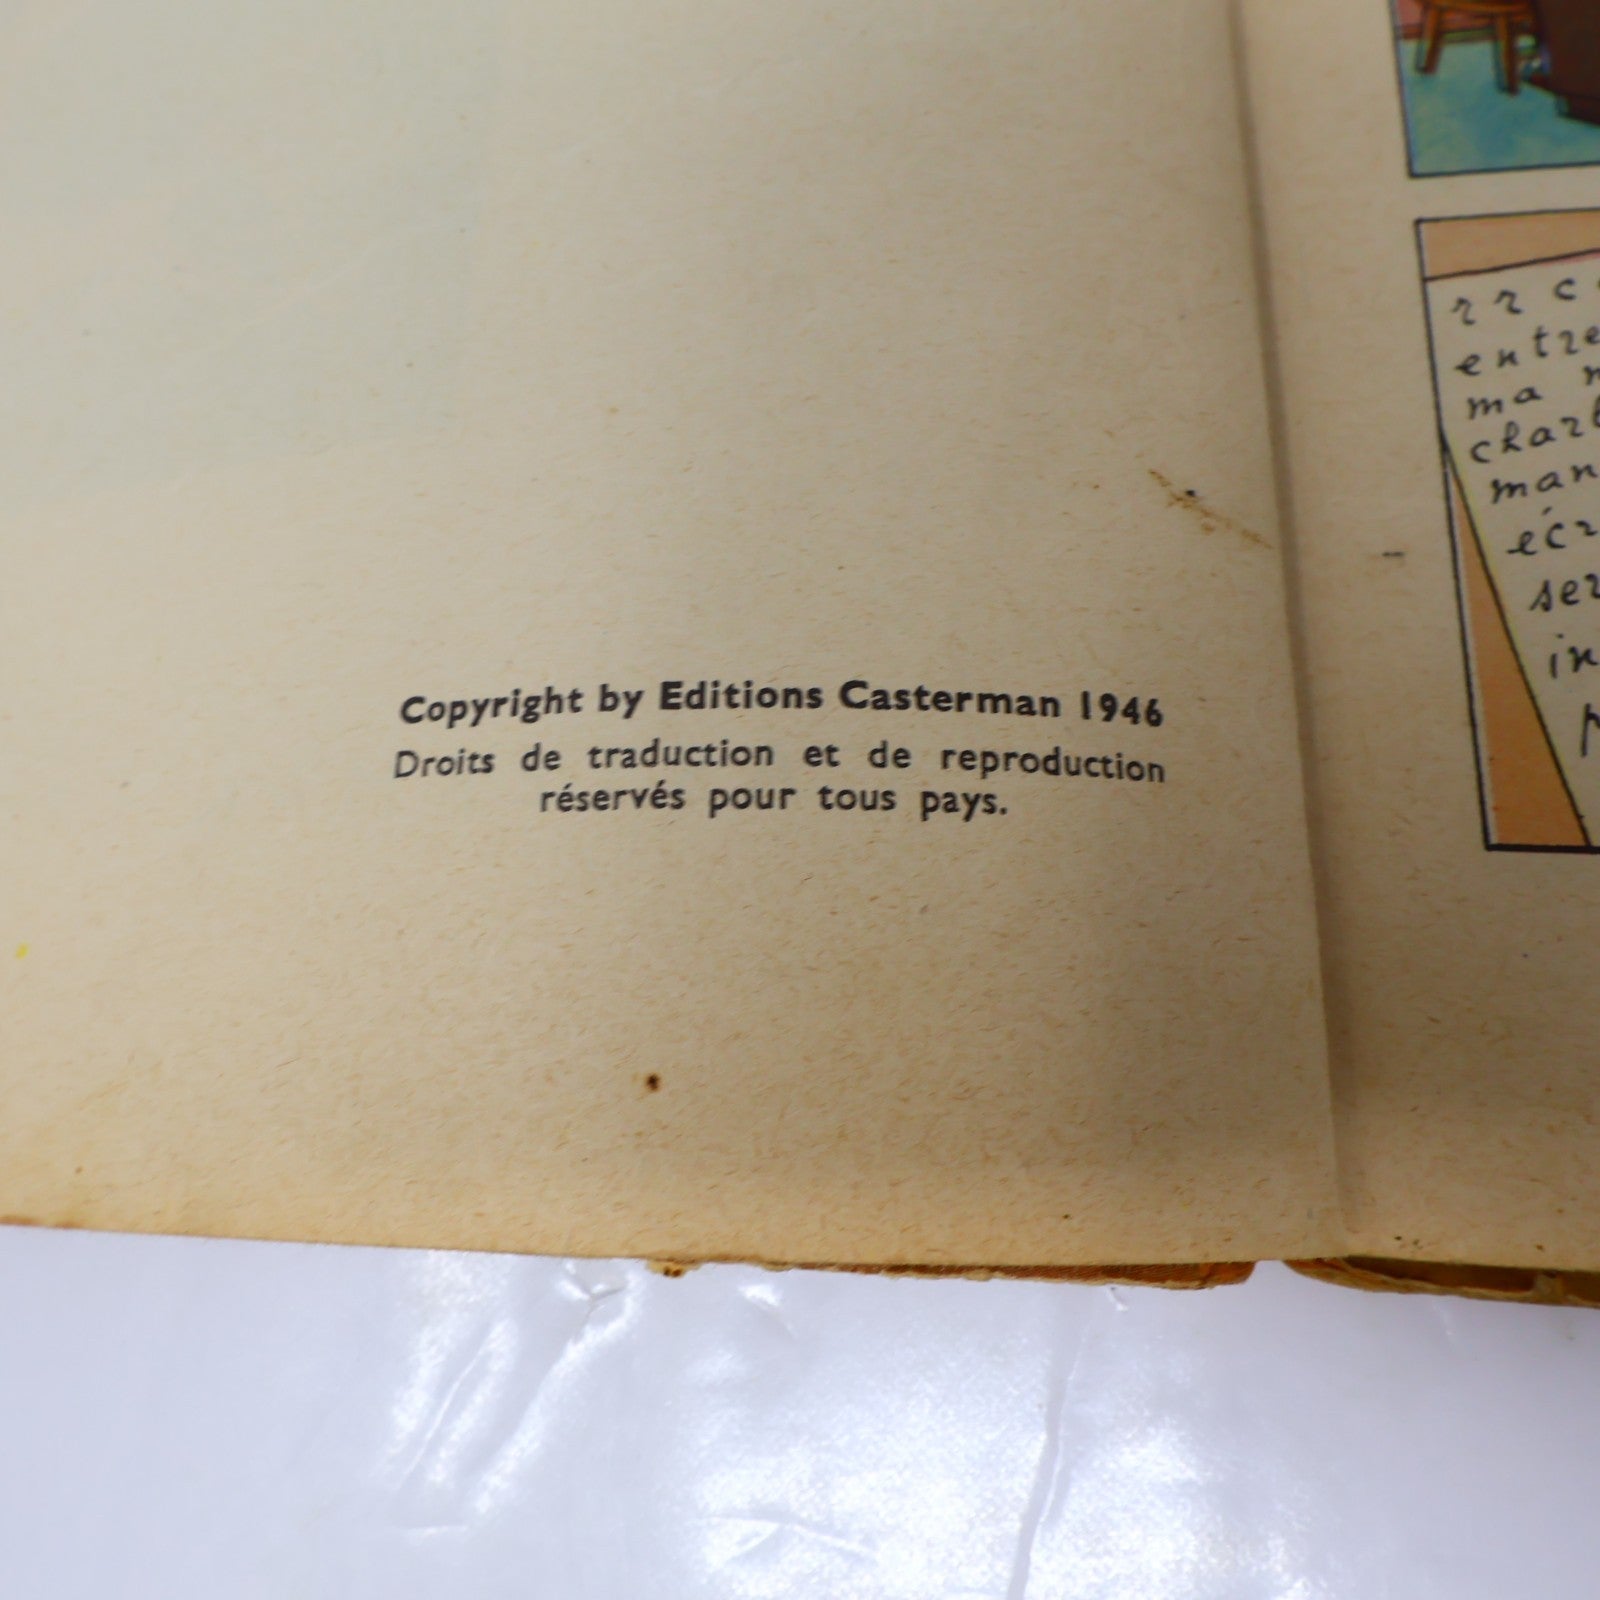 Copyright by Editions Casterman 1946
Droits de traduction et de reproduction
réservés pour tous pays.
entre
ma